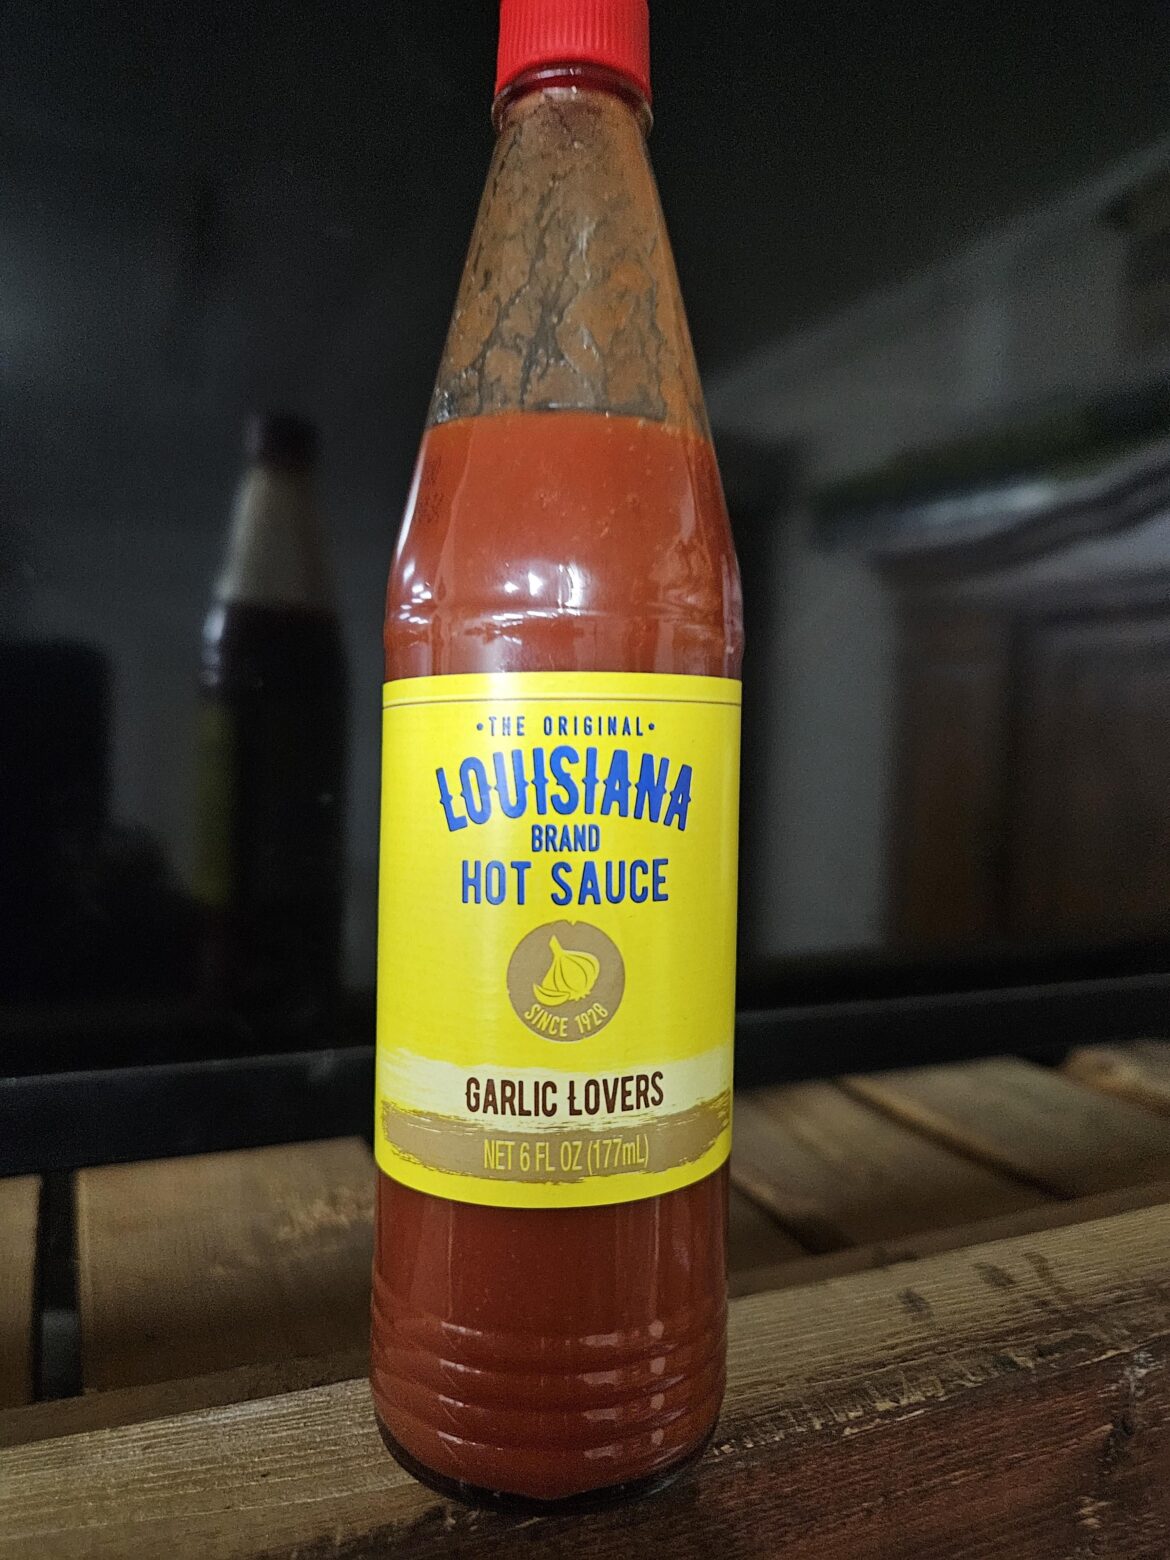 •THE ORIGINAL•
LOUISIANA
BRAND
HOT SAUCE
SINCE 1928
GARLIC LOVERS
NET 6 FL OZ (177mL)